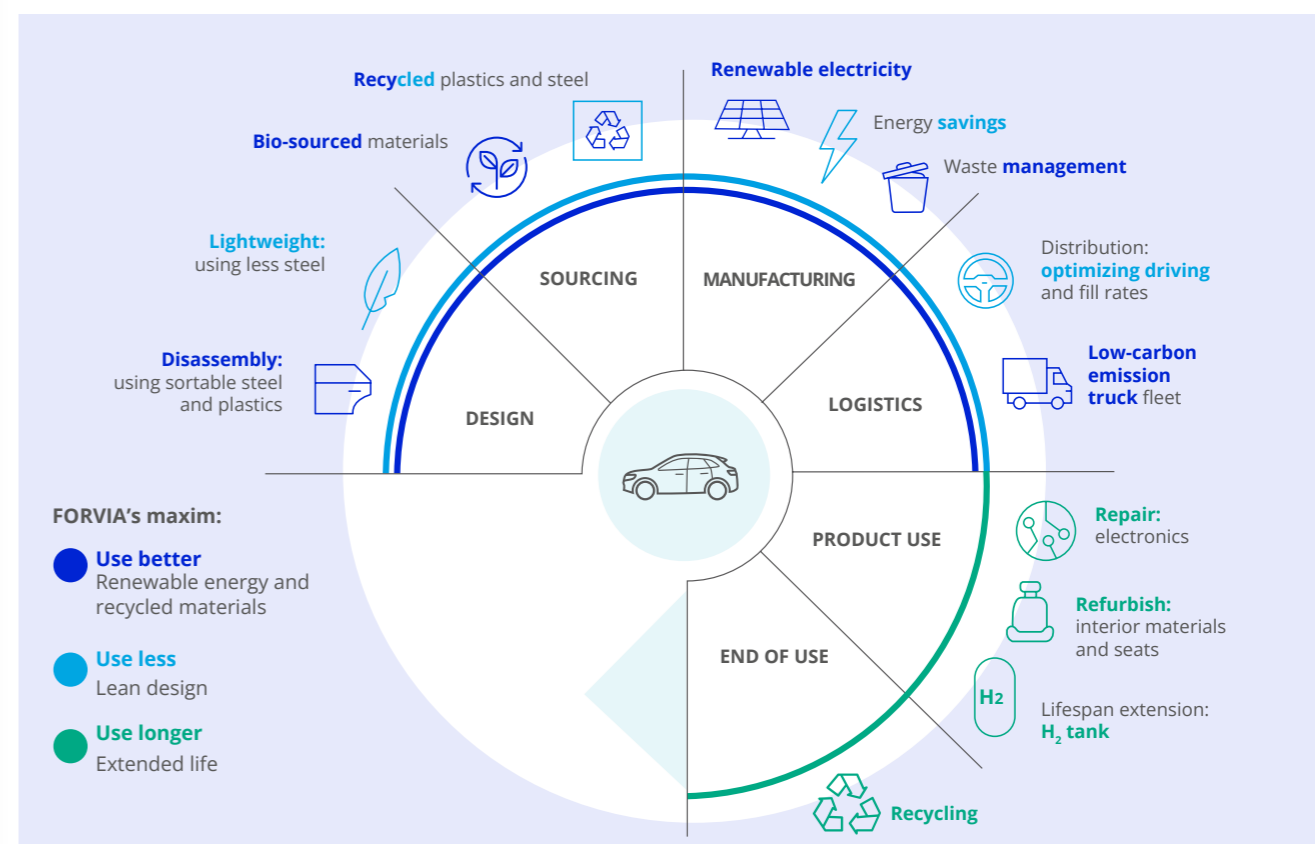 Recycled plastics and steel
Bio-sourced materials
Lightweight:
using less steel
Disassembly:
using sortable steel
and plastics
Renewable electricity
Energy savings
Waste management
Distribution:
optimizing driving
and fill rates
Low-carbon
emission
truck fleet
SOURCING
MANUFACTURING
DESIGN
LOGISTICS
PRODUCT USE
END OF USE
Repair:
electronics
Refurbish:
interior materials
and seats
H2
Lifespan extension:
H₂ tank
Recycling
FORVIA's maxim:
Use better
Renewable energy and
recycled materials
Use less
Lean design
Use longer
Extended life